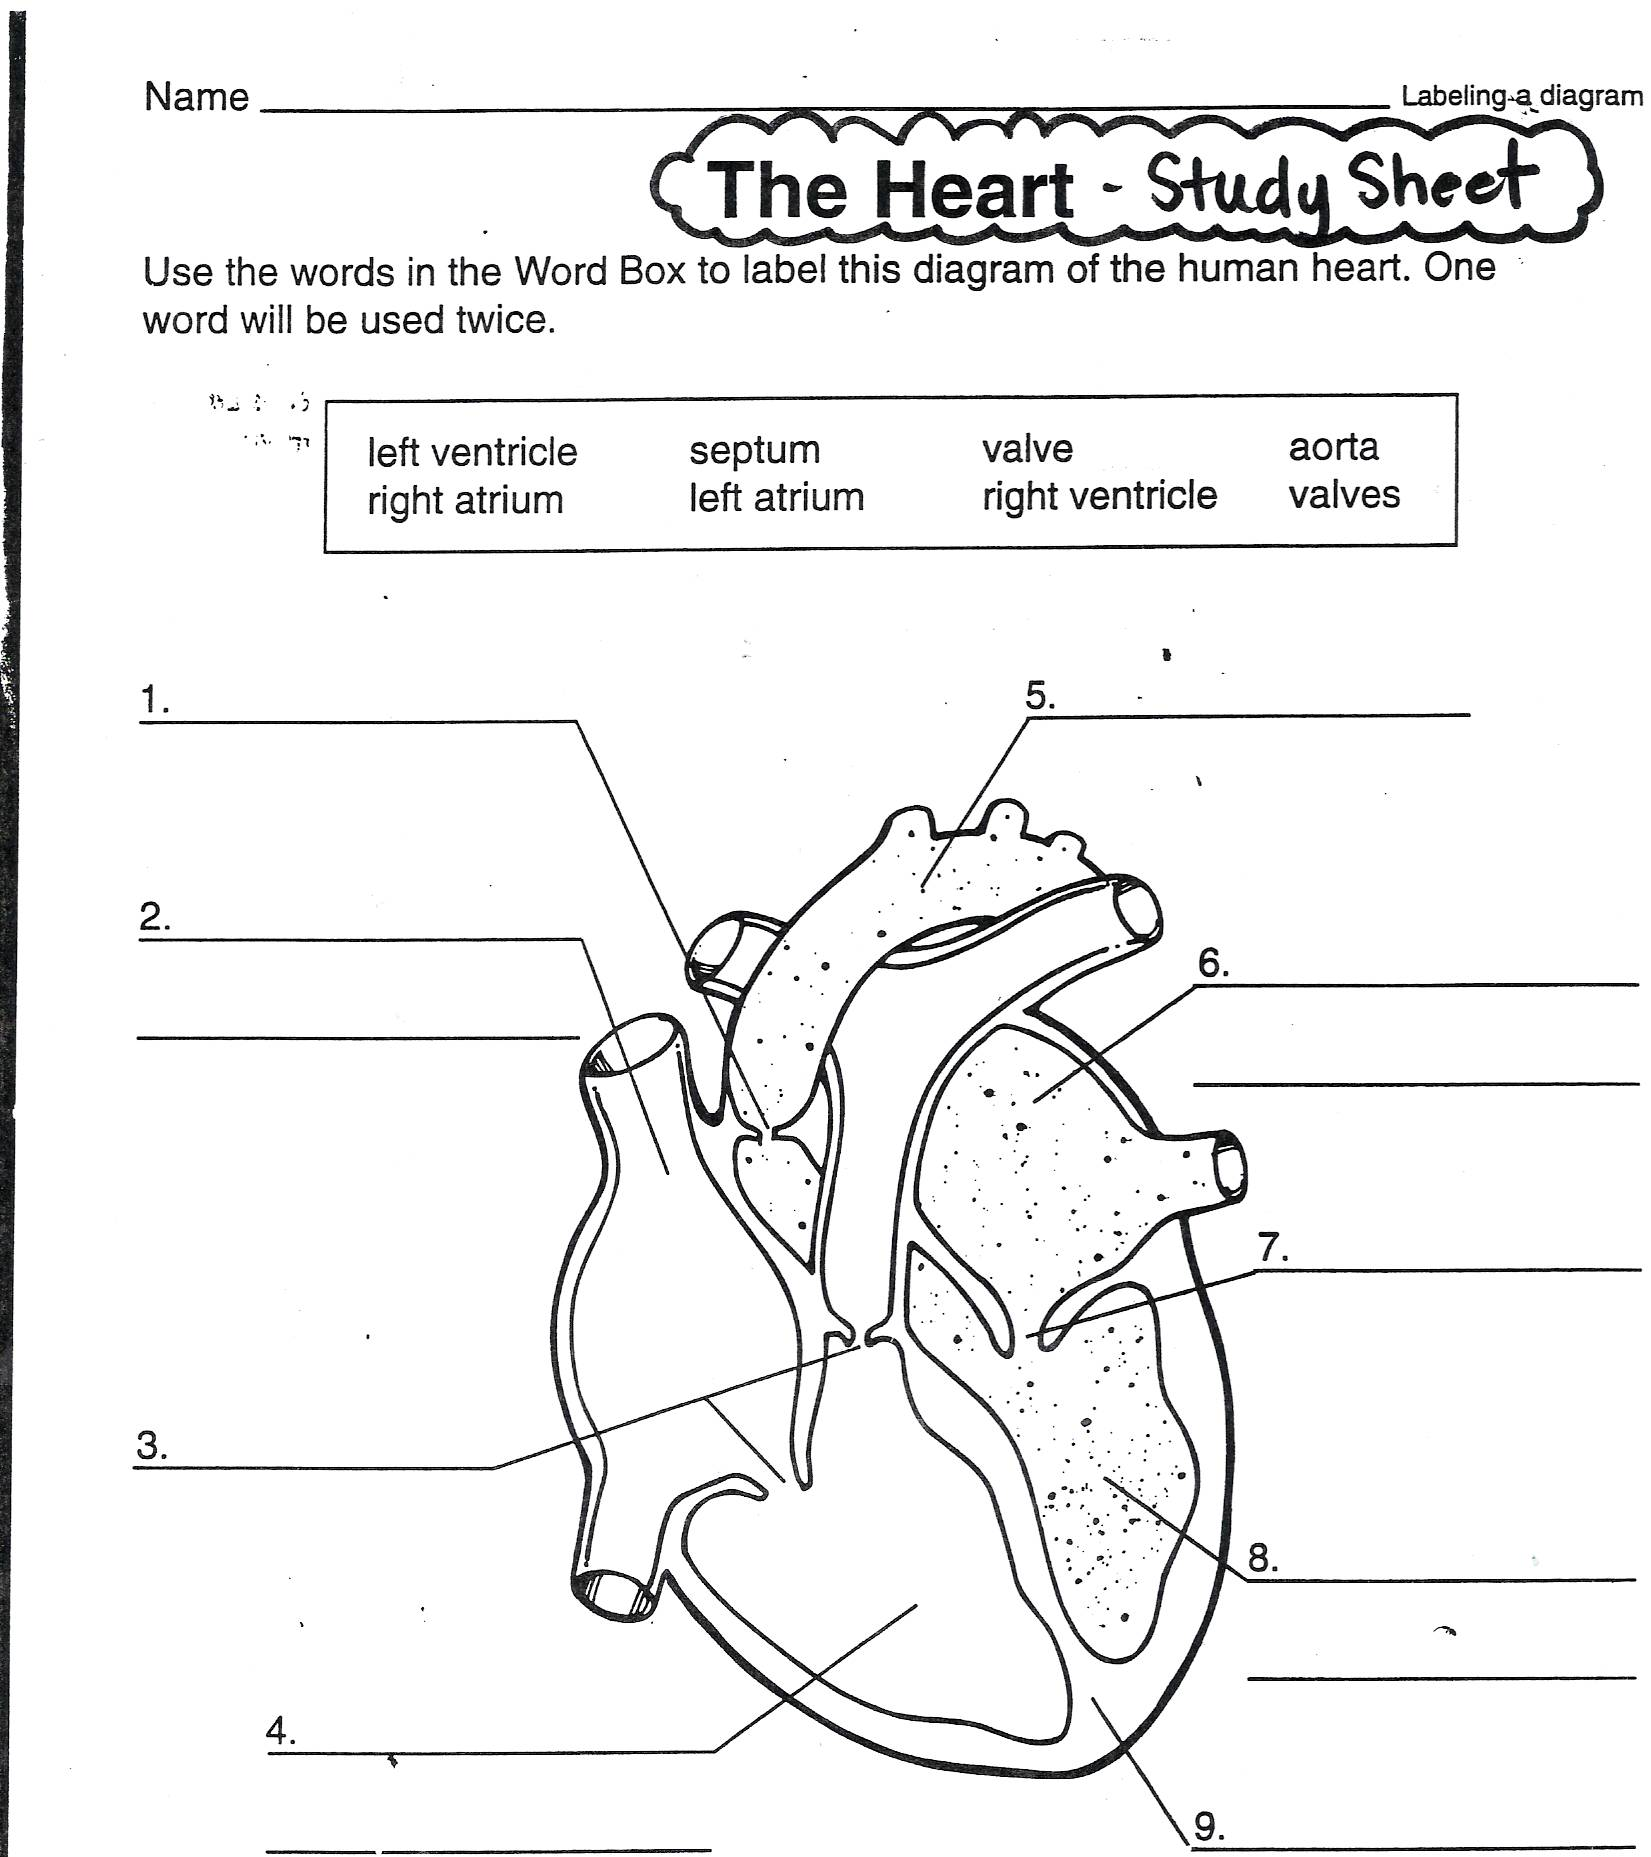 Name
Labeling a diagram
The Heart - Study Sheet
Use the words in the Word Box to label this diagram of the human heart. One
word will be used twice.
left ventricle septum valve aorta
right atrium left atrium right ventricle valves
1.
5.
2.
6.
7.
3.
8.
4.
9.